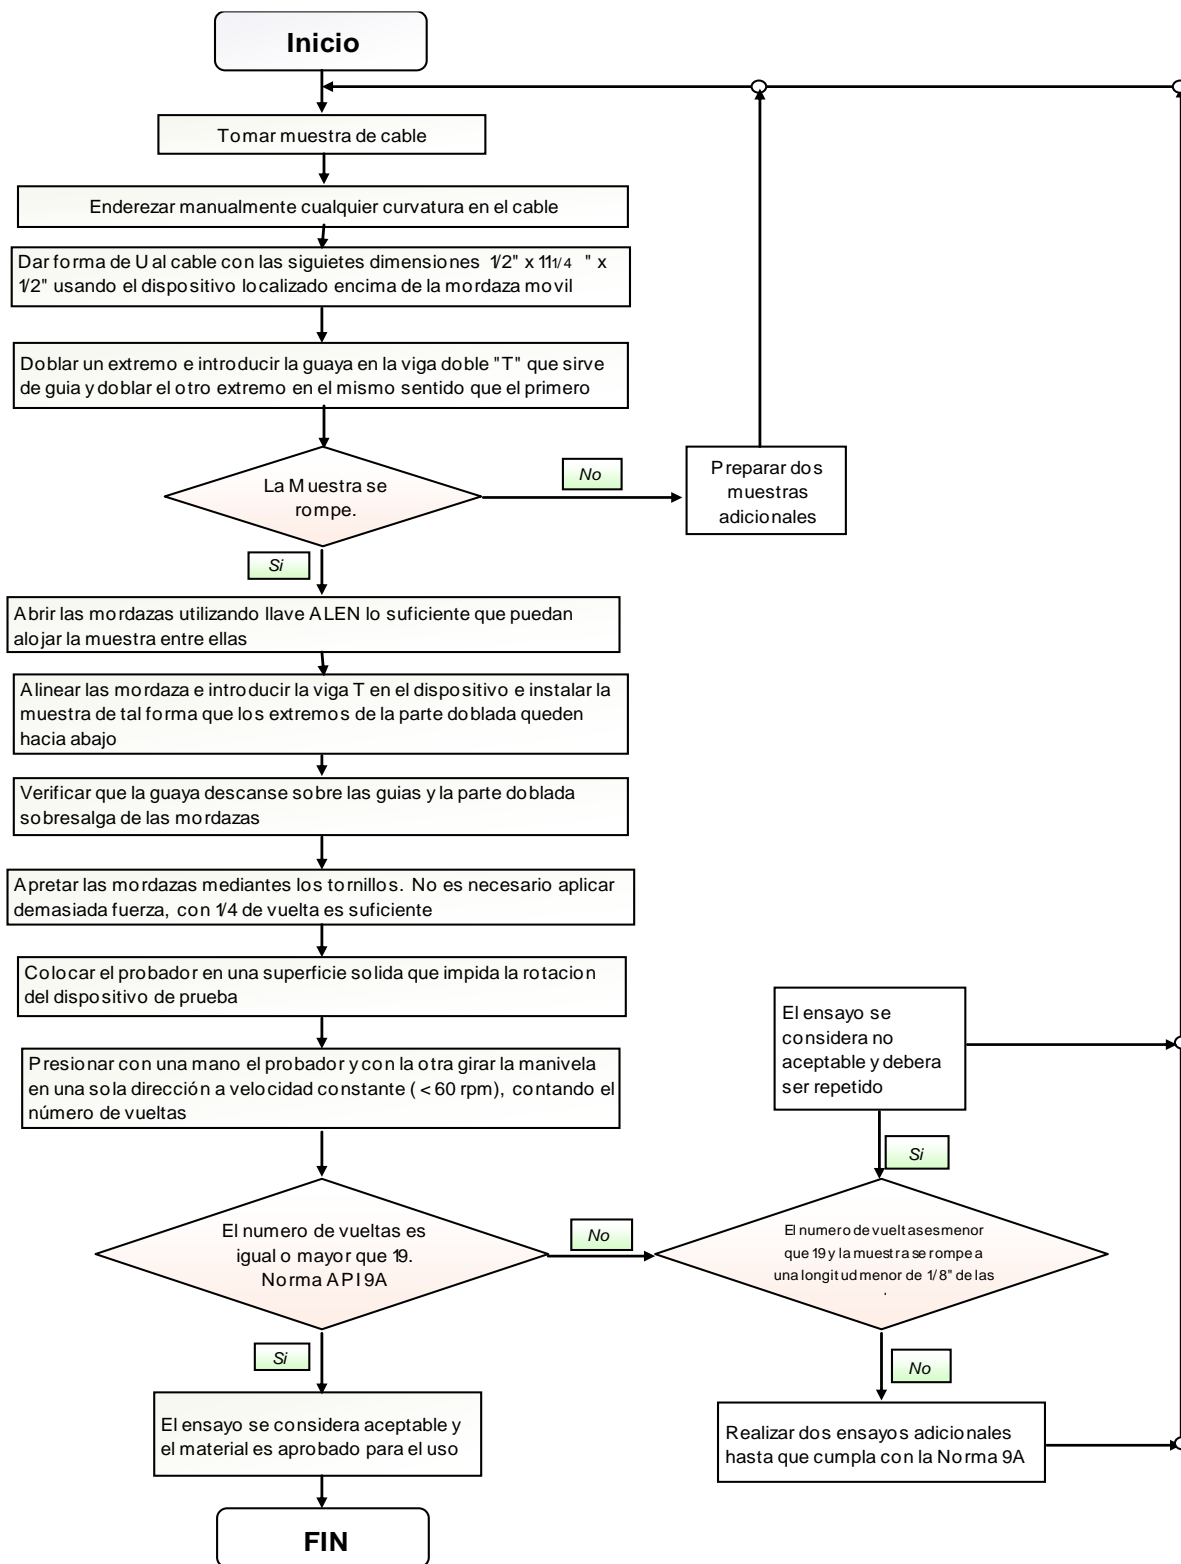 Inicio
Tomar muestra de cable
Enderezar manualmente cualquier curvatura en el cable
Dar forma de U al cable con las siguietes dimensiones 1/2" x 11 1/4 " x
1/2" usando el dispositivo localizado encima de la mordaza movil
Doblar un extremo e introducir la guaya en la viga doble "T" que sirve
de guia y doblar el otro extremo en el mismo sentido que el primero
La Muestra se
rompe.
No
Preparar dos
muestras
adicionales
Si
Abrir las mordazas utilizando llave ALEN lo suficiente que puedan
alojar la muestra entre ellas
Alinear las mordaza e introducir la viga T en el dispositivo e instalar la
muestra de tal forma que los extremos de la parte doblada queden
hacia abajo
Verificar que la guaya descanse sobre las guias y la parte doblada
sobresalga de las mordazas
Apretar las mordazas mediantes los tornillos. No es necesario aplicar
demasiada fuerza, con 1/4 de vuelta es suficiente
Colocar el probador en una superficie solida que impida la rotacion
del dispositivo de prueba
Presionar con una mano el probador y con la otra girar la manivela
en una sola dirección a velocidad constante ( < 60 rpm), contando el
número de vueltas
El ensayo se
considera no
aceptable y debera
ser repetido
Si
El numero de vueltas es
igual o mayor que 19.
Norma API 9A
No
El numero de vueltas es menor
que 19 y la muestra se rompe a
una longitud menor de 1/8" de las
Si
No
El ensayo se considera aceptable y
el material es aprobado para el uso
Realizar dos ensayos adicionales
hasta que cumpla con la Norma 9A
FIN